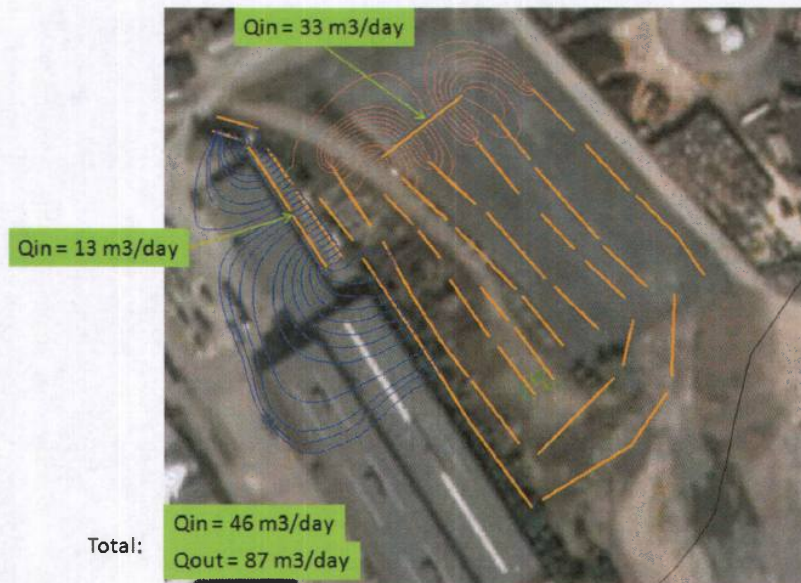 Qin = 33 m3/day
Qin = 13 m3/day
Qin = 46 m3/day
Total:
Qout = 87 m3/day